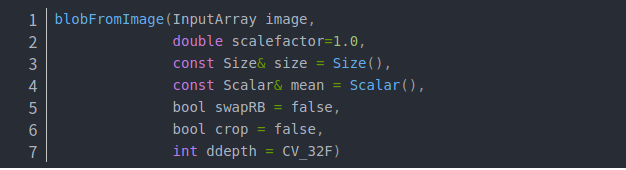 1 blobFromImage(InputArray image,
2 double scalefactor=1.0,
3 const Size& size = Size(),
4 const Scalar& mean = Scalar(),
5 bool swapRB = false,
6 bool crop = false,
7 int ddepth = CV_32F)